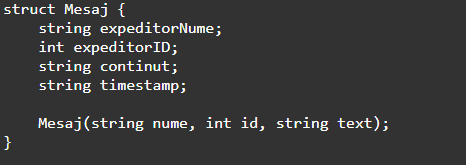 struct Mesaj {
    string expeditorNume;
    int expeditorID;
    string continut;
    string timestamp;

    Mesaj(string nume, int id, string text);
}